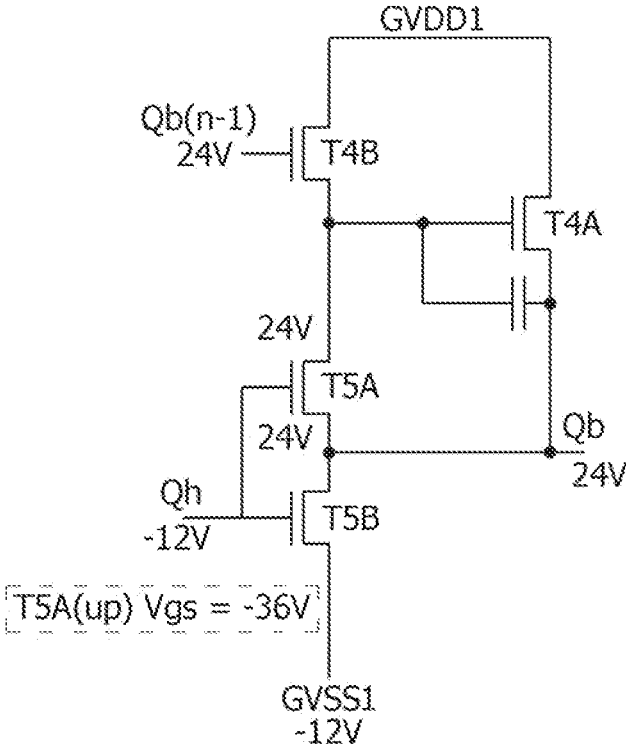 GVDD1
Qb(n-1)
24V
T4B
T4A
24V
T5A
24V
Qb
24V
Qh
-12V
T5B
T5A(up) Vgs = -36V
GVSS1
-12V